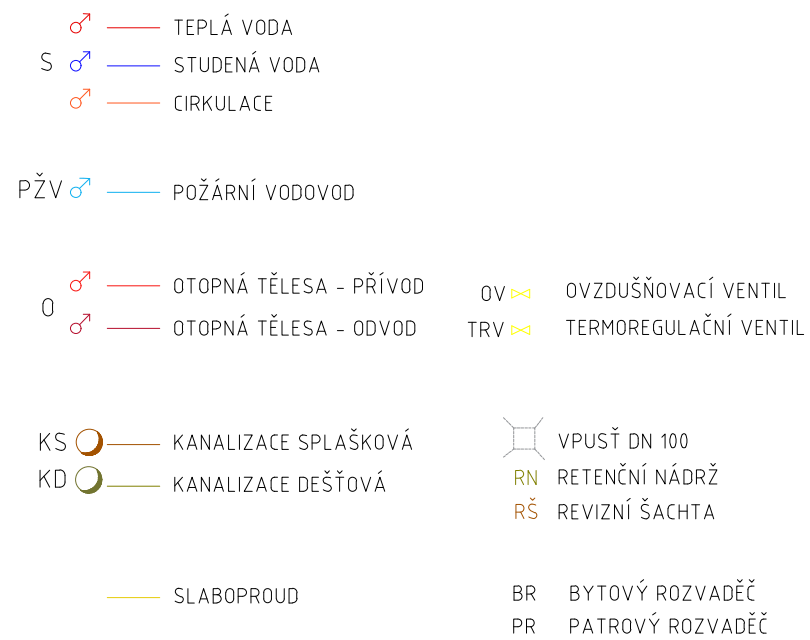 TEPLÁ VODA
S STUDENÁ VODA
CIRKULACE
PŽV POŽÁRNÍ VODOVOD
O
OTOPNÁ TĚLESA - PŘÍVOD
OTOPNÁ TĚLESA - ODVOD
OV OVZDUŠŇOVACÍ VENTIL
TRV TERMOREGULAČNÍ VENTIL
KS KANALIZACE SPLAŠKOVÁ
KD KANALIZACE DEŠŤOVÁ
VPUSŤ DN 100
RN RETENČNÍ NÁDRŽ
RŠ REVIZNÍ ŠACHTA
SLABOPROUD
BR BYTOVÝ ROZVADĚČ
PR PATROVÝ ROZVADĚČ